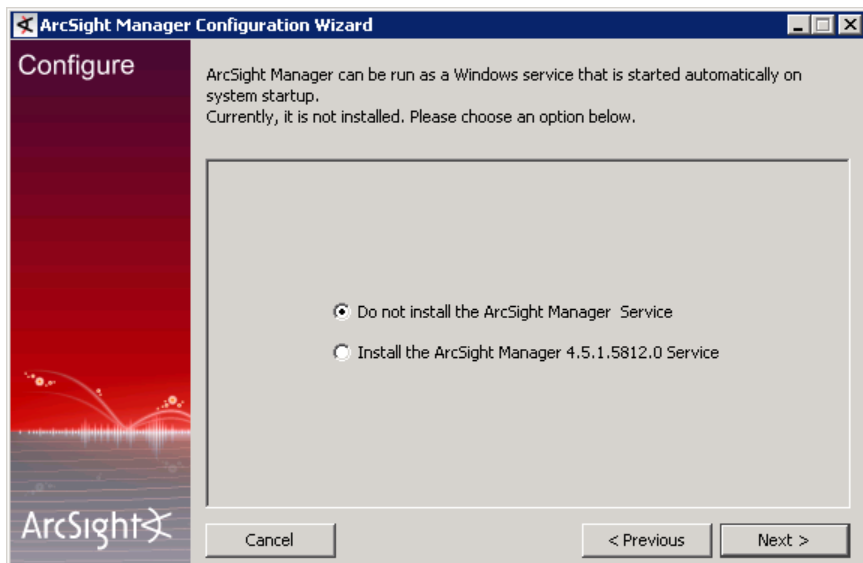 ArcSight Manager Configuration Wizard
Configure
ArcSight Manager can be run as a Windows service that is started automatically on
system startup.
Currently, it is not installed. Please choose an option below.
Do not install the ArcSight Manager  Service
Install the ArcSight Manager 4.5.1.5812.0 Service
ArcSight
Cancel
< Previous
Next >